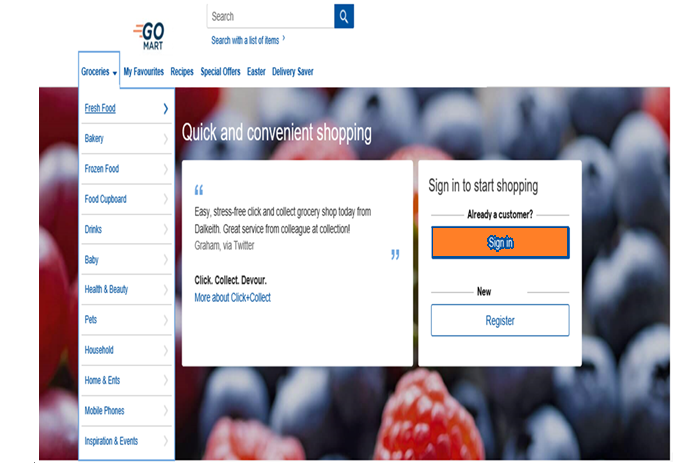 Search
GO
MART
Search with a list of items
Groceries My Favourites Recipes Special Offers Easter Delivery Saver
Fresh Food
Bakery
Frozen Food
Food Cupboard
Drinks
Baby
Health & Beauty
Pets
Household
Home & Ents
Mobile Phones
Inspiration & Events
Quick and convenient shopping
“
Easy, stress-free click and collect grocery shop today from
Dalkeith. Great service from colleague at collection!
Graham, via Twitter
”
Click. Collect. Devour.
More about Click+Collect
Sign in to start shopping
Already a customer?
Sign in
New
Register